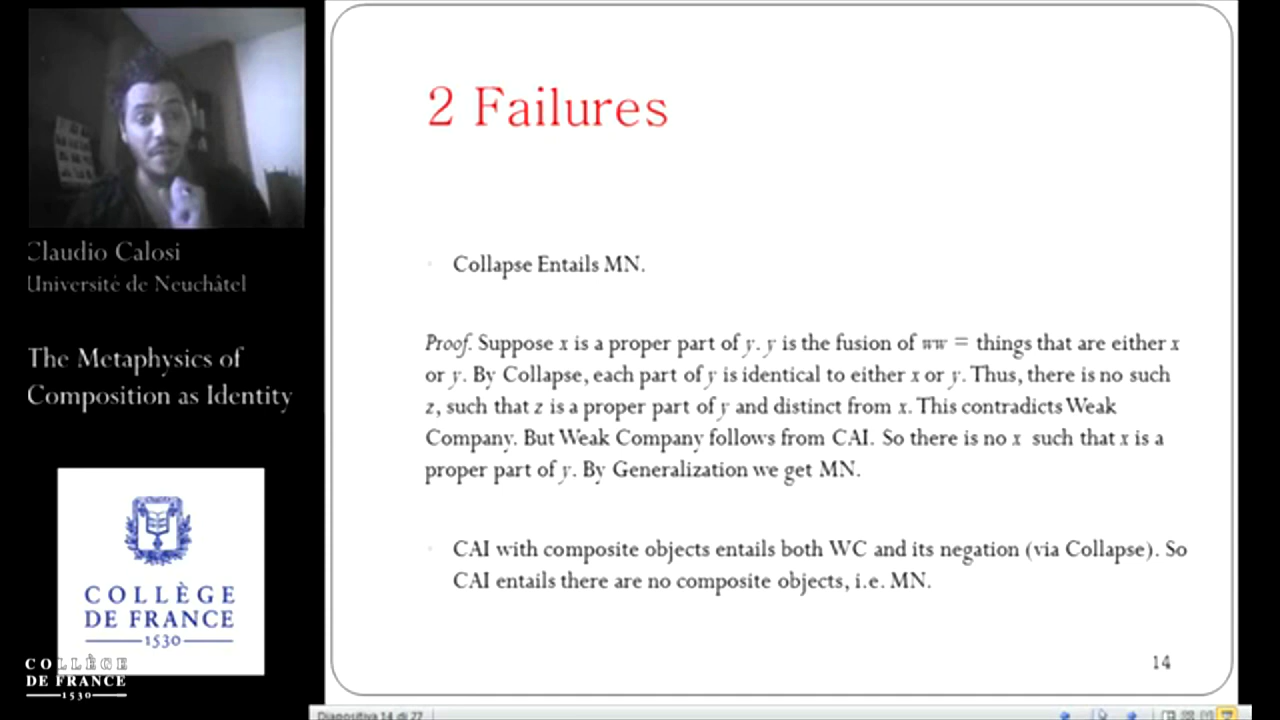 2 Failures
Collapse Entails MN.
Proof. Suppose x is a proper part of y. y is the fusion of ww = things that are either x
or y. By Collapse, each part of y is identical to either x or y. Thus, there is no such
z, such that z is a proper part of y and distinct from x. This contradicts Weak
Company. But Weak Company follows from CAI. So there is no x such that x is a
proper part of y. By Generalization we get MN.
CAI with composite objects entails both WC and its negation (via Collapse). So
CAI entails there are no composite objects, i.e. MN.
14
Claudio Calosi
Université de Neuchâtel
The Metaphysics of
Composition as Identity
COLLÈGE
DE FRANCE
1530
COLLÈGE
DE FRANCE
1530
Diapositiva 14 di 22